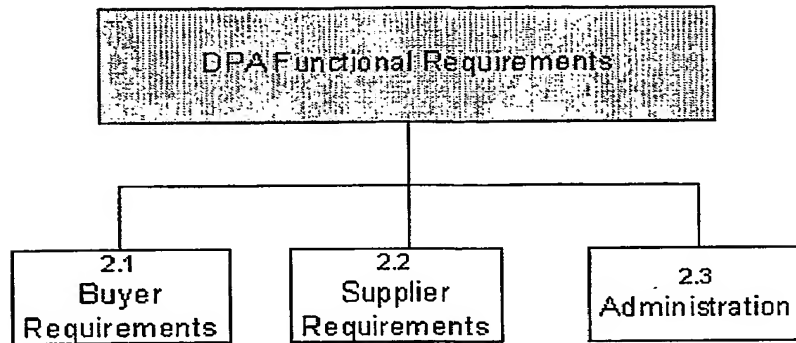 DPA Functional Requirements
2.1
Buyer
Requirements
2.2
Supplier
Requirements
2.3
Administration